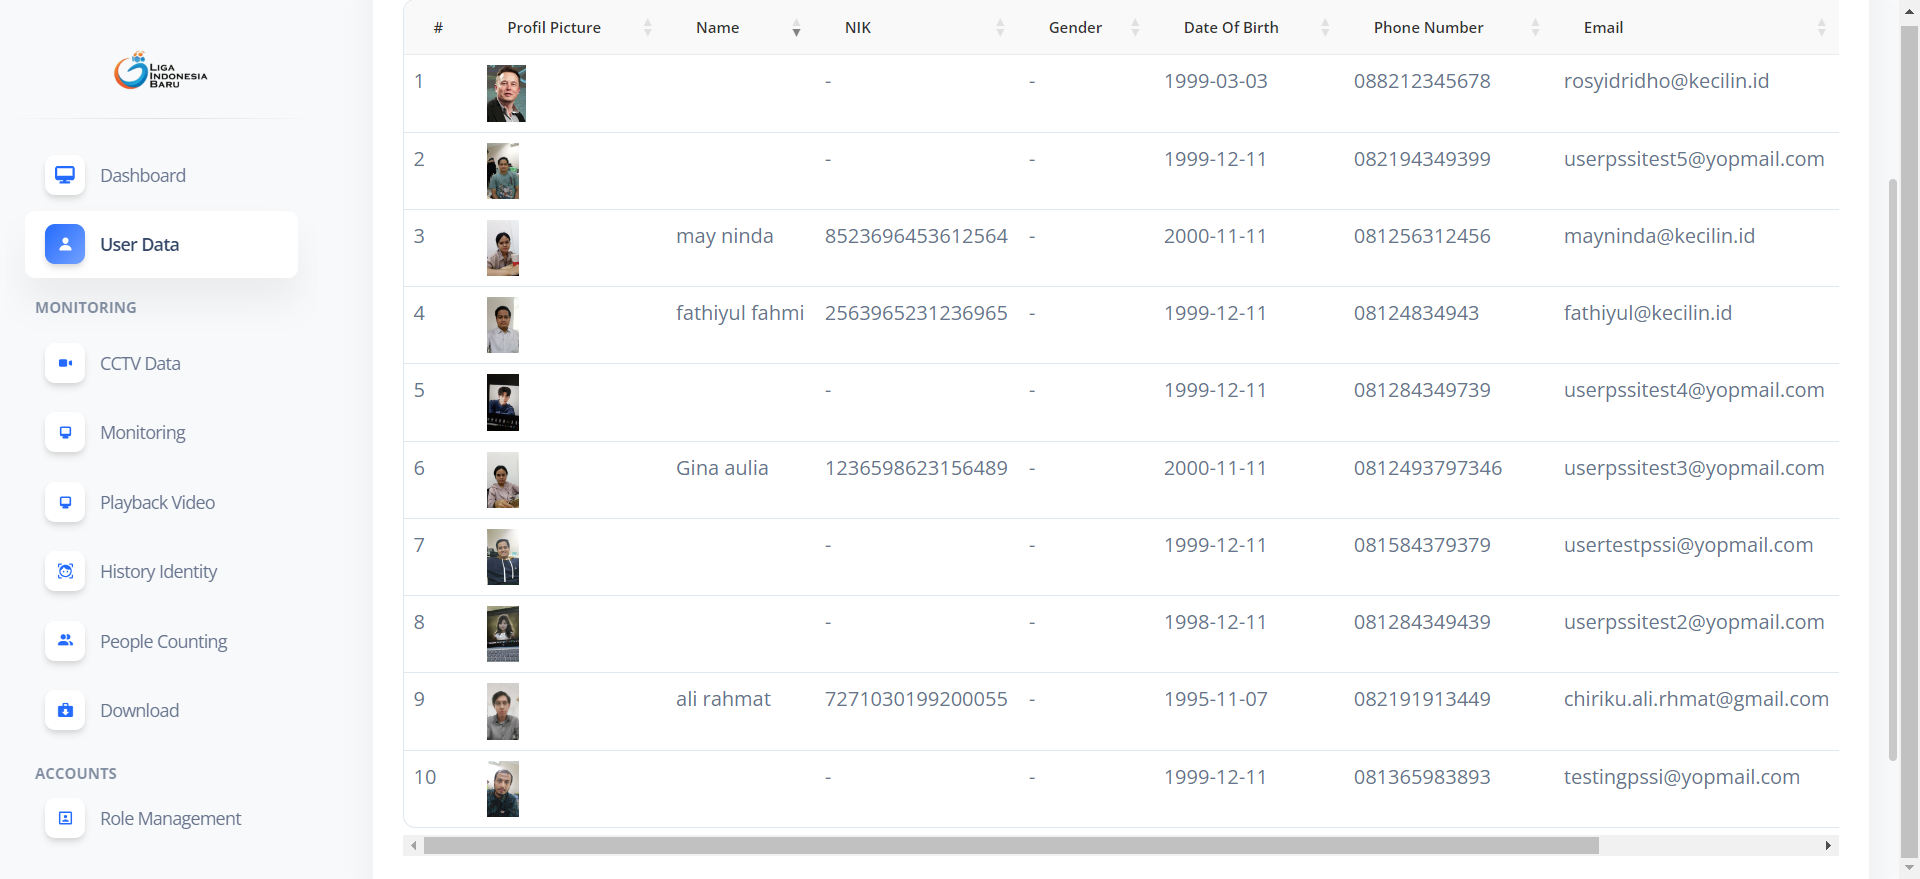 LIGA
INDONESIA
BARU
Dashboard
User Data
MONITORING
CCTV Data
Monitoring
Playback Video
History Identity
People Counting
Download
ACCOUNTS
Role Management
# Profil Picture Name NIK Gender Date Of Birth Phone Number Email
1 - - 1999-03-03 088212345678 rosyidridho@kecilin.id
2 - - 1999-12-11 082194349399 userpssitest5@yopmail.com
3 may ninda 8523696453612564 - 2000-11-11 081256312456 mayninda@kecilin.id
4 fathiyul fahmi 2563965231236965 - 1999-12-11 08124834943 fathiyul@kecilin.id
5 - - 1999-12-11 081284349739 userpssitest4@yopmail.com
6 Gina aulia 1236598623156489 - 2000-11-11 0812493797346 userpssitest3@yopmail.com
7 - - 1999-12-11 081584379379 usertestpssi@yopmail.com
8 - - 1998-12-11 081284349439 userpssitest2@yopmail.com
9 ali rahmat 7271030199200055 - 1995-11-07 082191913449 chiriku.ali.rhmat@gmail.com
10 - - 1999-12-11 081365983893 testingpssi@yopmail.com